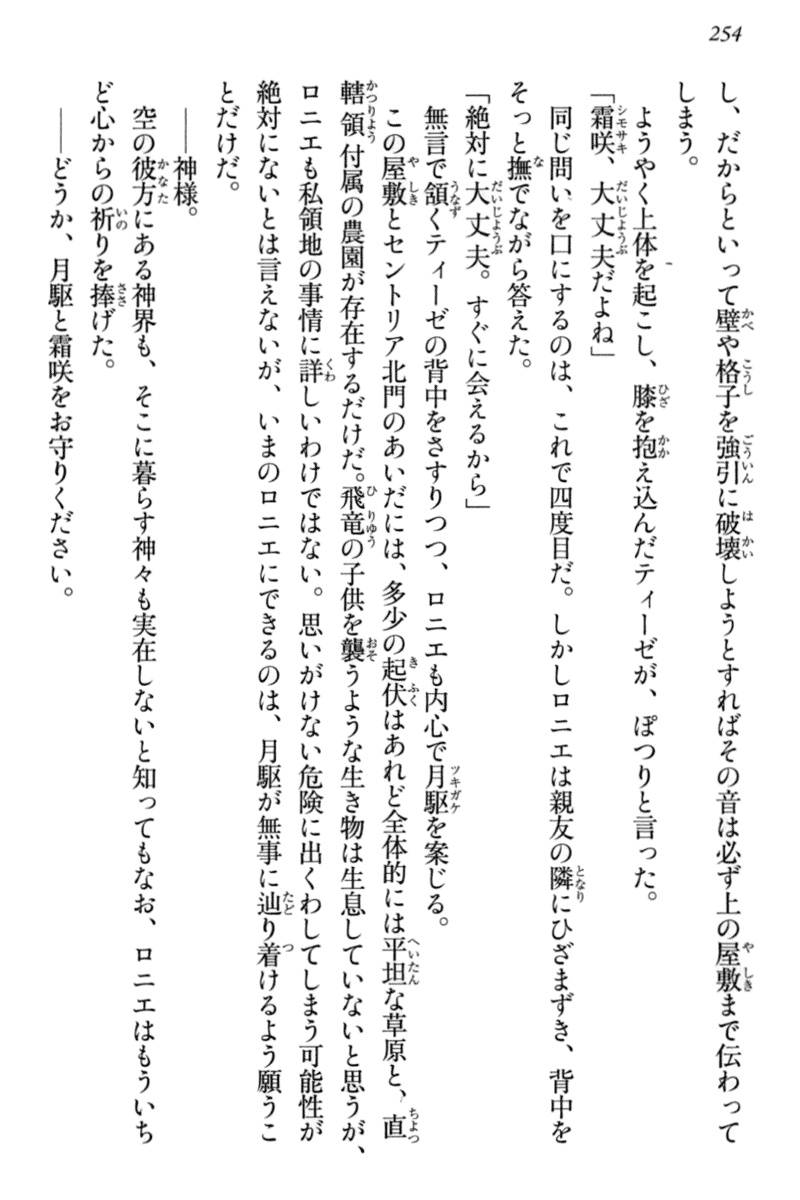 254
し、だからといって壁や格子を強引に破壊しようとすればその音は必ず上の屋敷まで伝わって
しまう。
ようやく上体を起こし、膝を抱え込んだティーゼが、ぽつりと言った。
「霜咲、大丈夫だよね」
同じ問いを口にするのは、これで四度目だ。しかしロニエは親友の隣にひざまずき、背中を
そっと撫でながら答えた。
「絶対に大丈夫。すぐに会えるから」
無言で頷くティーゼの背中をさすりつつ、ロニエも内心で月駆を案じる。
この屋敷とセントリア北門のあいだには、多少の起伏はあれど全体的には平坦な草原と、直
轄領付属の農園が存在するだけだ。飛竜の子供を襲うような生き物は生息していないと思うが、
ロニエも私領地の事情に詳しいわけではない。思いがけない危険に出くわしてしまう可能性が
絶対にないとは言えないが、いまのロニエにできるのは、月駆が無事に辿り着けるよう願うこ
とだけだ。
――神様。
空の彼方にある神界も、そこに暮らす神々も実在しないと知ってもなお、ロニエはもういち
ど心からの祈りを捧げた。
――どうか、月駆と霜咲をお守りください。